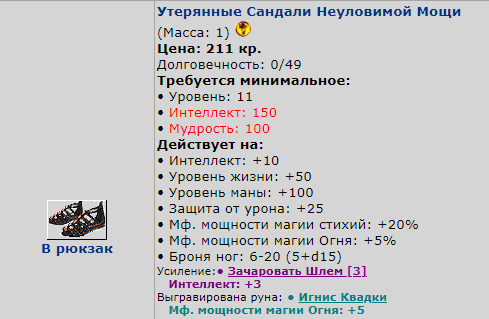 Утерянные Сандали Неуловимой Мощи
(Масса: 1)
Цена: 211 кр.
Долговечность: 0/49
Требуется минимальное:
• Уровень: 11
• Интеллект: 150
• Мудрость: 100
Действует на:
• Интеллект: +10
• Уровень жизни: +50
• Уровень маны: +100
• Защита от урона: +25
• Мф. мощности магии стихий: +20%
• Мф. мощности магии Огня: +5%
• Броня ног: 6-20 (5+d15)
Усиление:• Зачаровать Шлем [3]
Интеллект: +3
Выгравирована руна: • Игнис Квадки
Мф. мощности магии Огня: +5
В рюкзак